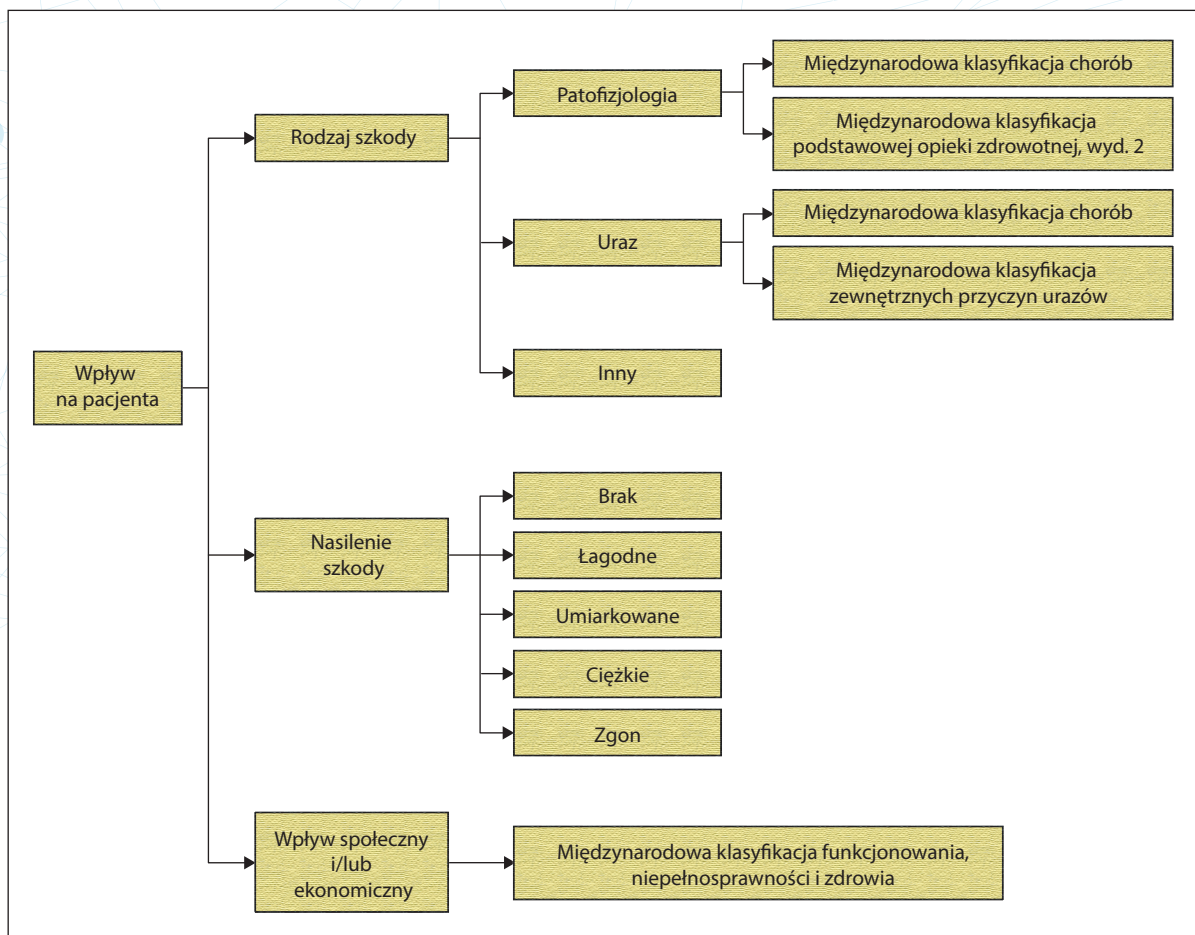 Wpływ
na pacjenta
Rodzaj szkody
Patofizjologia
Międzynarodowa klasyfikacja chorób
Międzynarodowa klasyfikacja
podstawowej opieki zdrowotnej, wyd. 2
Uraz
Międzynarodowa klasyfikacja chorób
Międzynarodowa klasyfikacja
zewnętrznych przyczyn urazów
Inny
Nasilenie
szkody
Brak
Łagodne
Umiarkowane
Ciężkie
Zgon
Wpływ społeczny
i/lub
ekonomiczny
Międzynarodowa klasyfikacja funkcjonowania,
niepełnosprawności i zdrowia